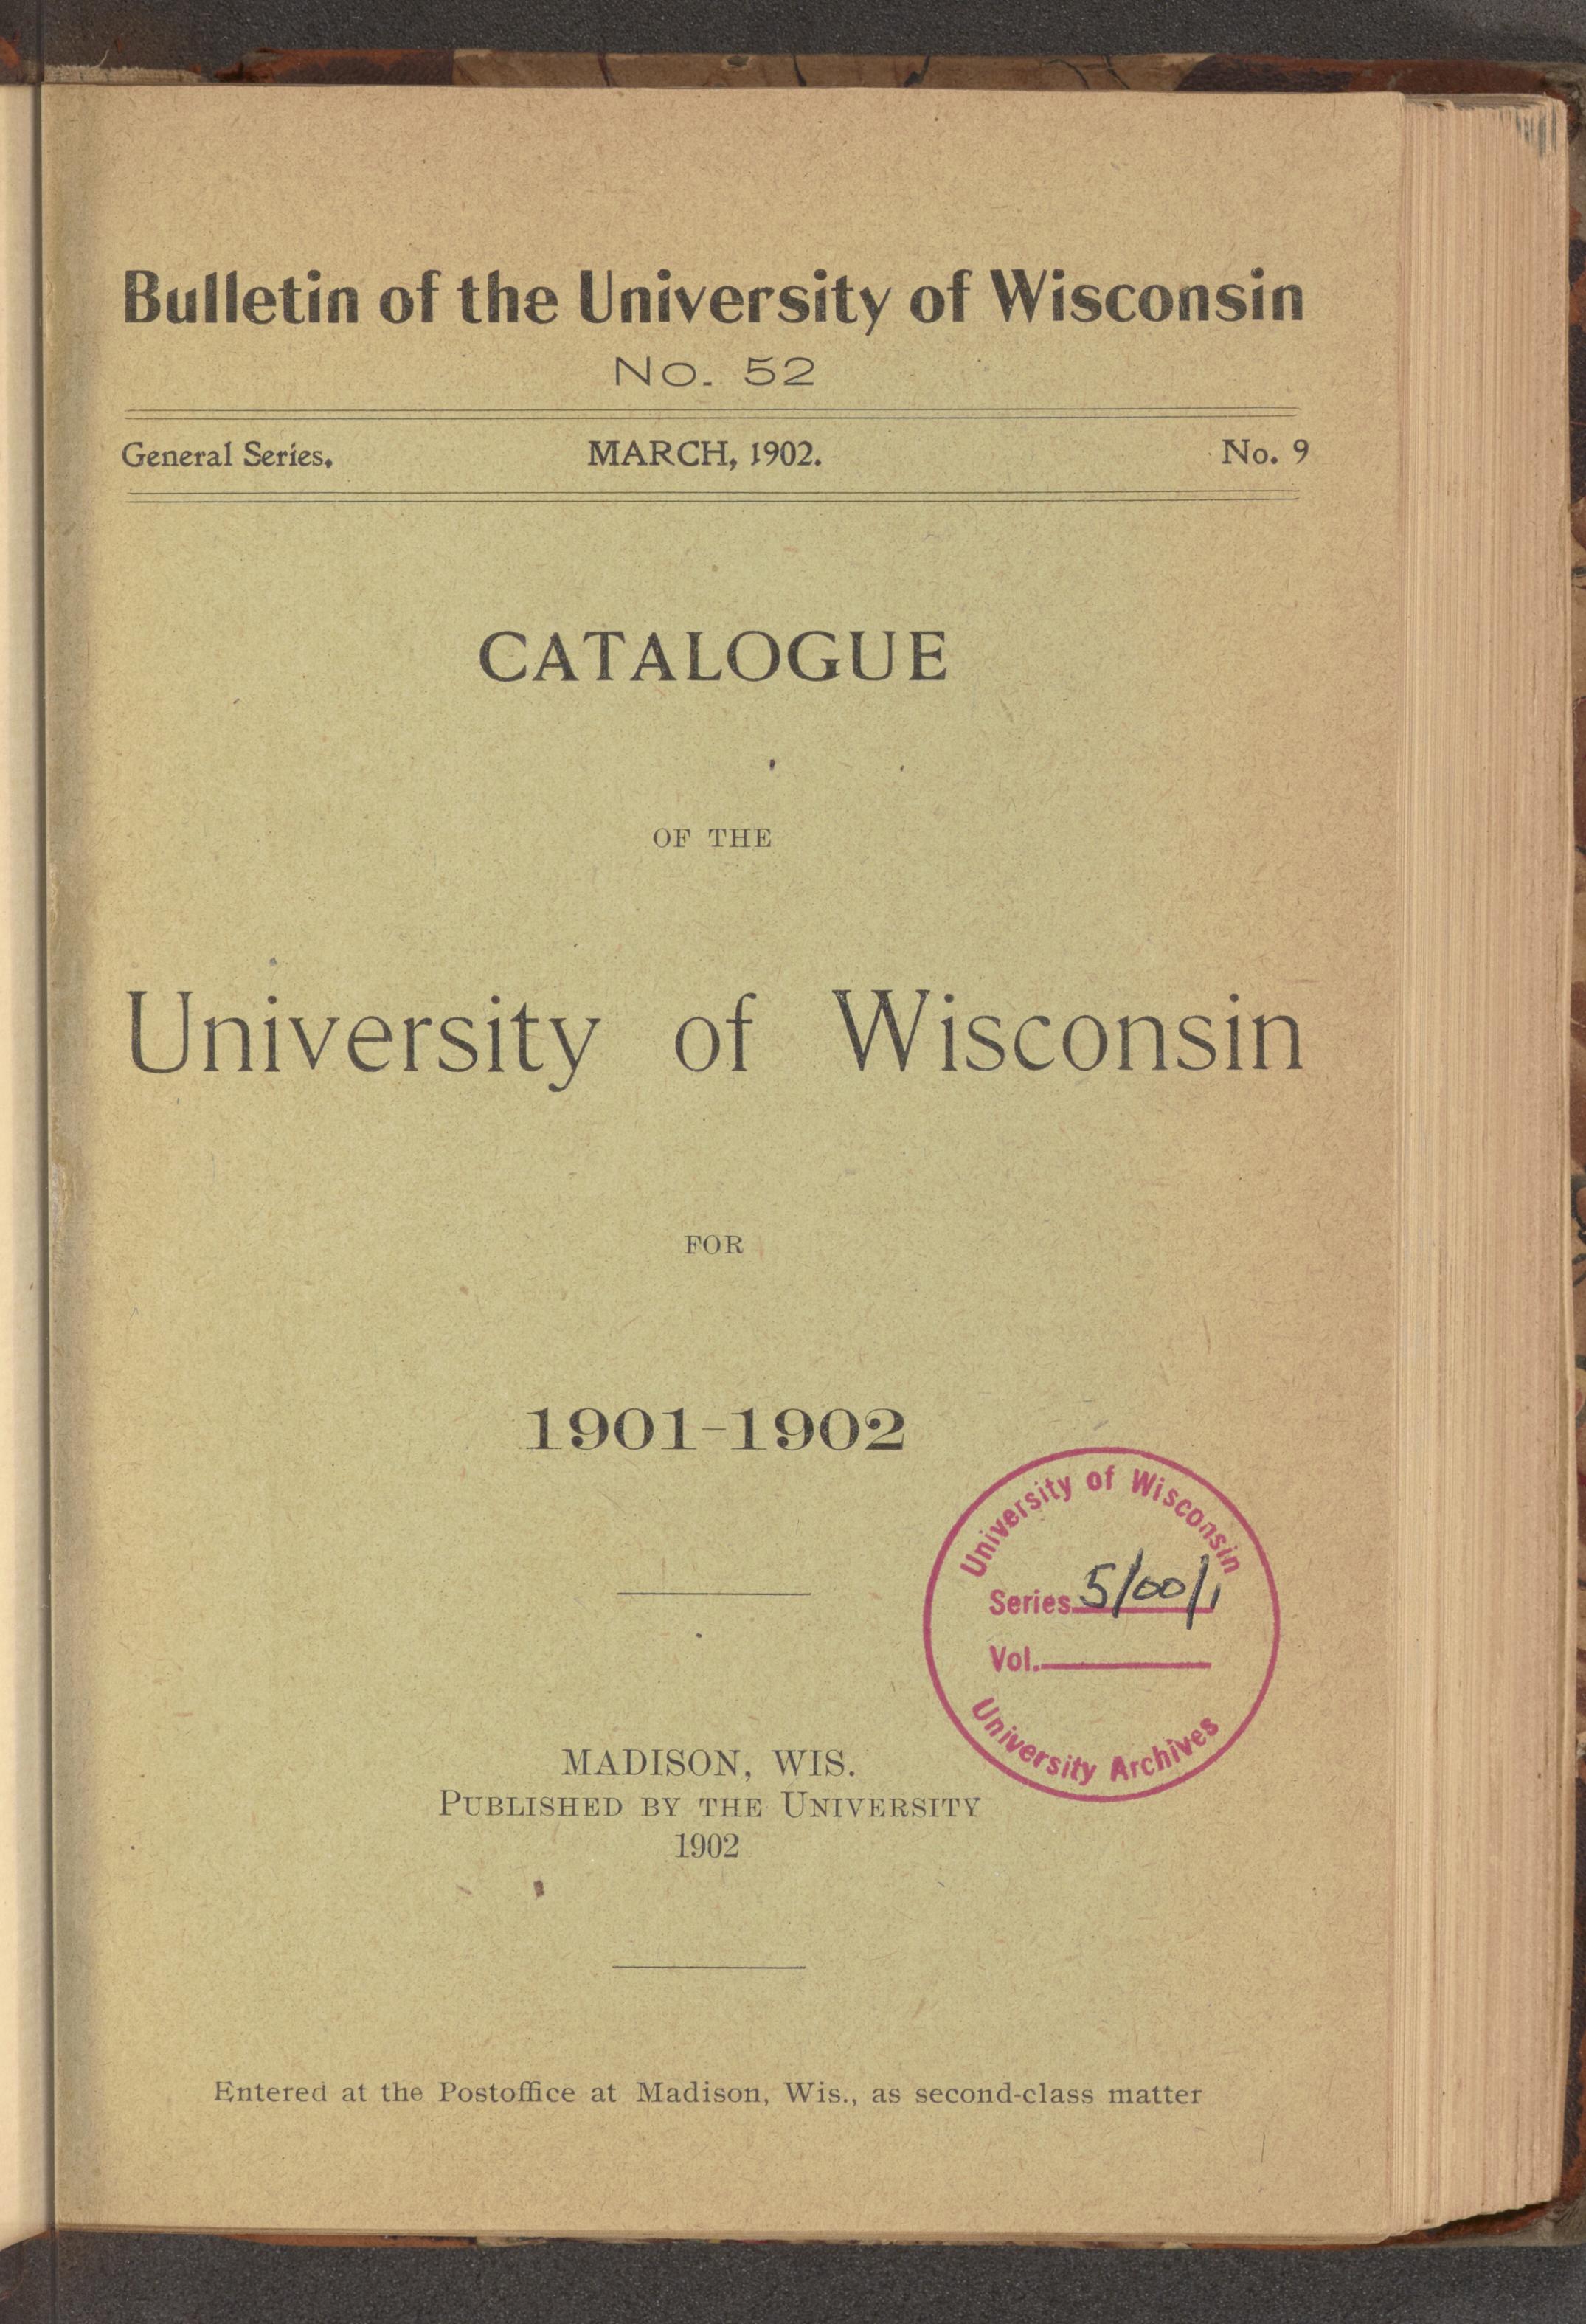 Bulletin of the University of Wisconsin
No. 52
General Series. MARCH, 1902. No. 9
CATALOGUE
OF THE
University of Wisconsin
FOR
1901-1902
University of Wisconsin
Series 5/00/1
Vol.
University Archives
MADISON, WIS.
PUBLISHED BY THE UNIVERSITY
1902
Entered at the Postoffice at Madison, Wis., as second-class matter